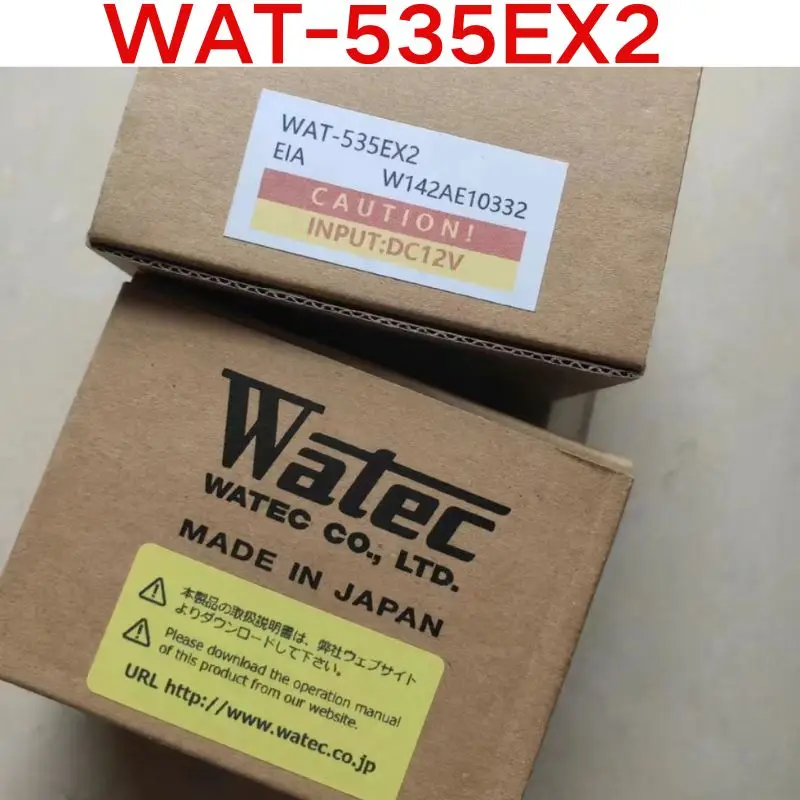 WAT-535EX2
WAT-535EX2
EIA W142AE10332
CAUTION!
INPUT:DC12V
Watec
WATEC CO., LTD.
MADE IN JAPAN
本製品の取扱説明書は、弊社ウェブサイト
よりダウンロードして下さい。
Please download the operation manual
of this product from our website.
URL http://www.watec.co.jp